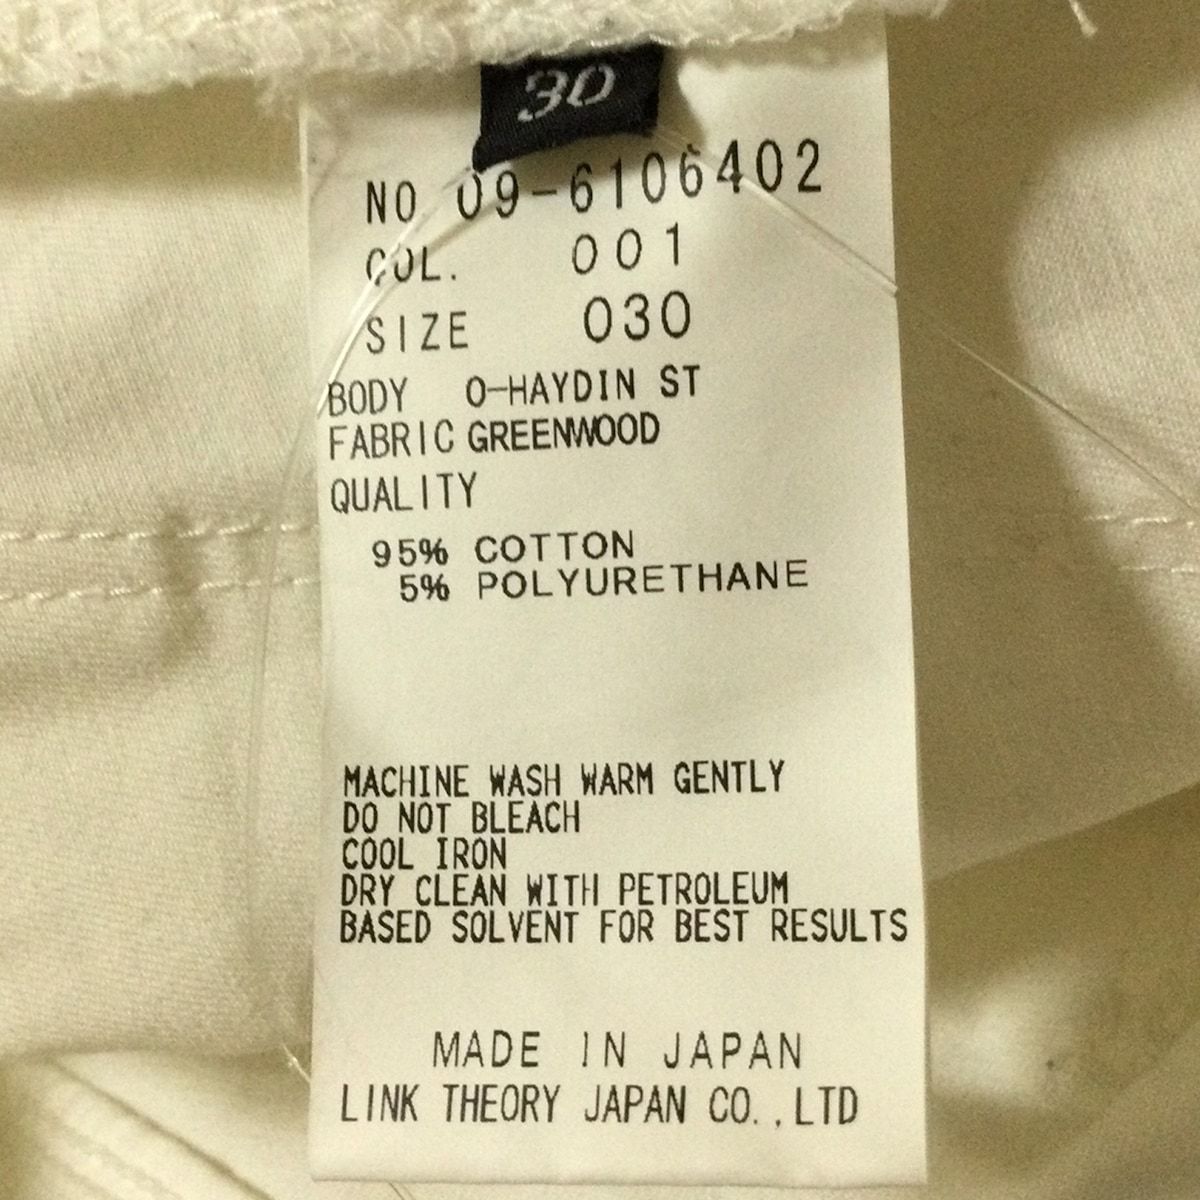 30
NO 09-6106402
COL. 001
SIZE 030
BODY O-HAYDIN ST
FABRIC GREENWOOD
QUALITY
95% COTTON
5% POLYURETHANE
MACHINE WASH WARM GENTLY
DO NOT BLEACH
COOL IRON
DRY CLEAN WITH PETROLEUM
BASED SOLVENT FOR BEST RESULTS
MADE IN JAPAN
LINK THEORY JAPAN CO.,LTD